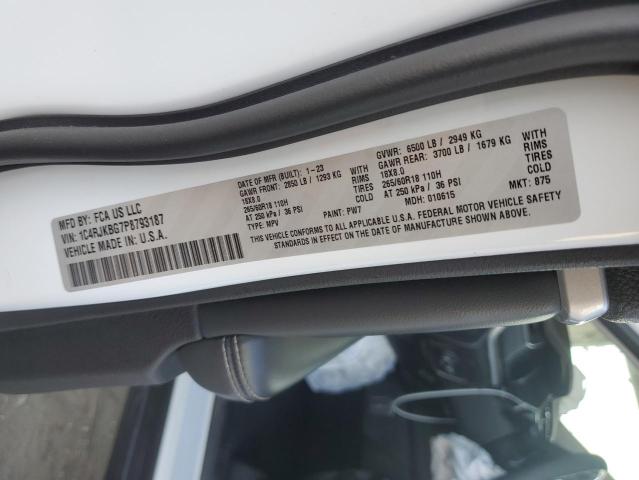 MFD BY: FCA US LLC
DATE OF MFR (BUILT): 1-23
GVWR: 6500 LB / 2949 KG
GAWR FRONT: 2850 LB / 1293 KG WITH
GAWR REAR: 3700 LB / 1679 KG WITH
18X8.0 RIMS
18X8.0 RIMS
265/60R18 110H TIRES
265/60R18 110H TIRES
AT 250 kPa / 36 PSI COLD
AT 250 kPa / 36 PSI COLD
VIN: 1C4RJKBG7P8793187
TYPE: MPV
PAINT: PW7
MDH: 010615
MKT: 875
VEHICLE MADE IN U.S.A.
THIS VEHICLE CONFORMS TO ALL APPLICABLE U.S.A. FEDERAL MOTOR VEHICLE SAFETY
STANDARDS IN EFFECT ON THE DATE OF MANUFACTURE SHOWN ABOVE.